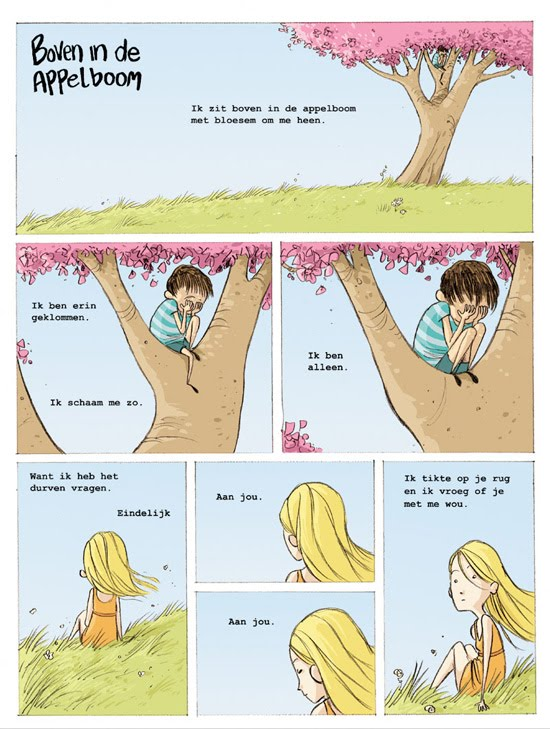 Boven in de
Appelboom
Ik zit boven in de appelboom
met bloesem om me heen.
Ik ben erin
geklommen.
Ik schaam me zo.
Ik ben
alleen.
Want ik heb het
durven vragen.
Eindelijk
Aan jou.
Aan jou.
Ik tikte op je rug
en ik vroeg of je
met me wou.